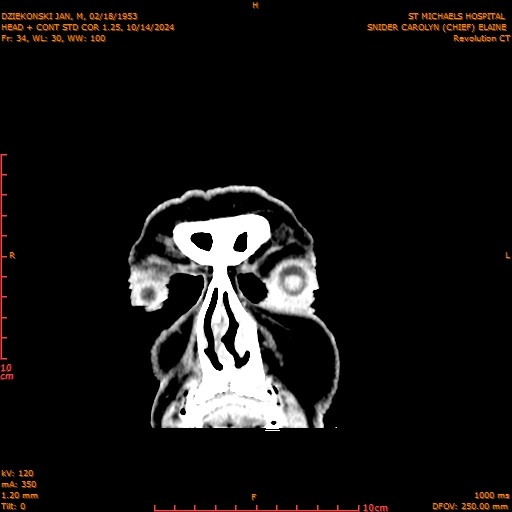 H
DZIEKONSKI JAN, M, 02/18/1953
HEAD + CONT STD COR 1.25, 10/14/2024
Fr: 34, WL: 30, WW: 100
ST MICHAELS HOSPITAL
SNIDER CAROLYN (CHIEF) ELAINE
Revolution CT
R
L
10
cm
kV: 120
mA: 350
1.20 mm
Tilt: 0
F
10cm
1000 ms
DFOV: 250.00 mm